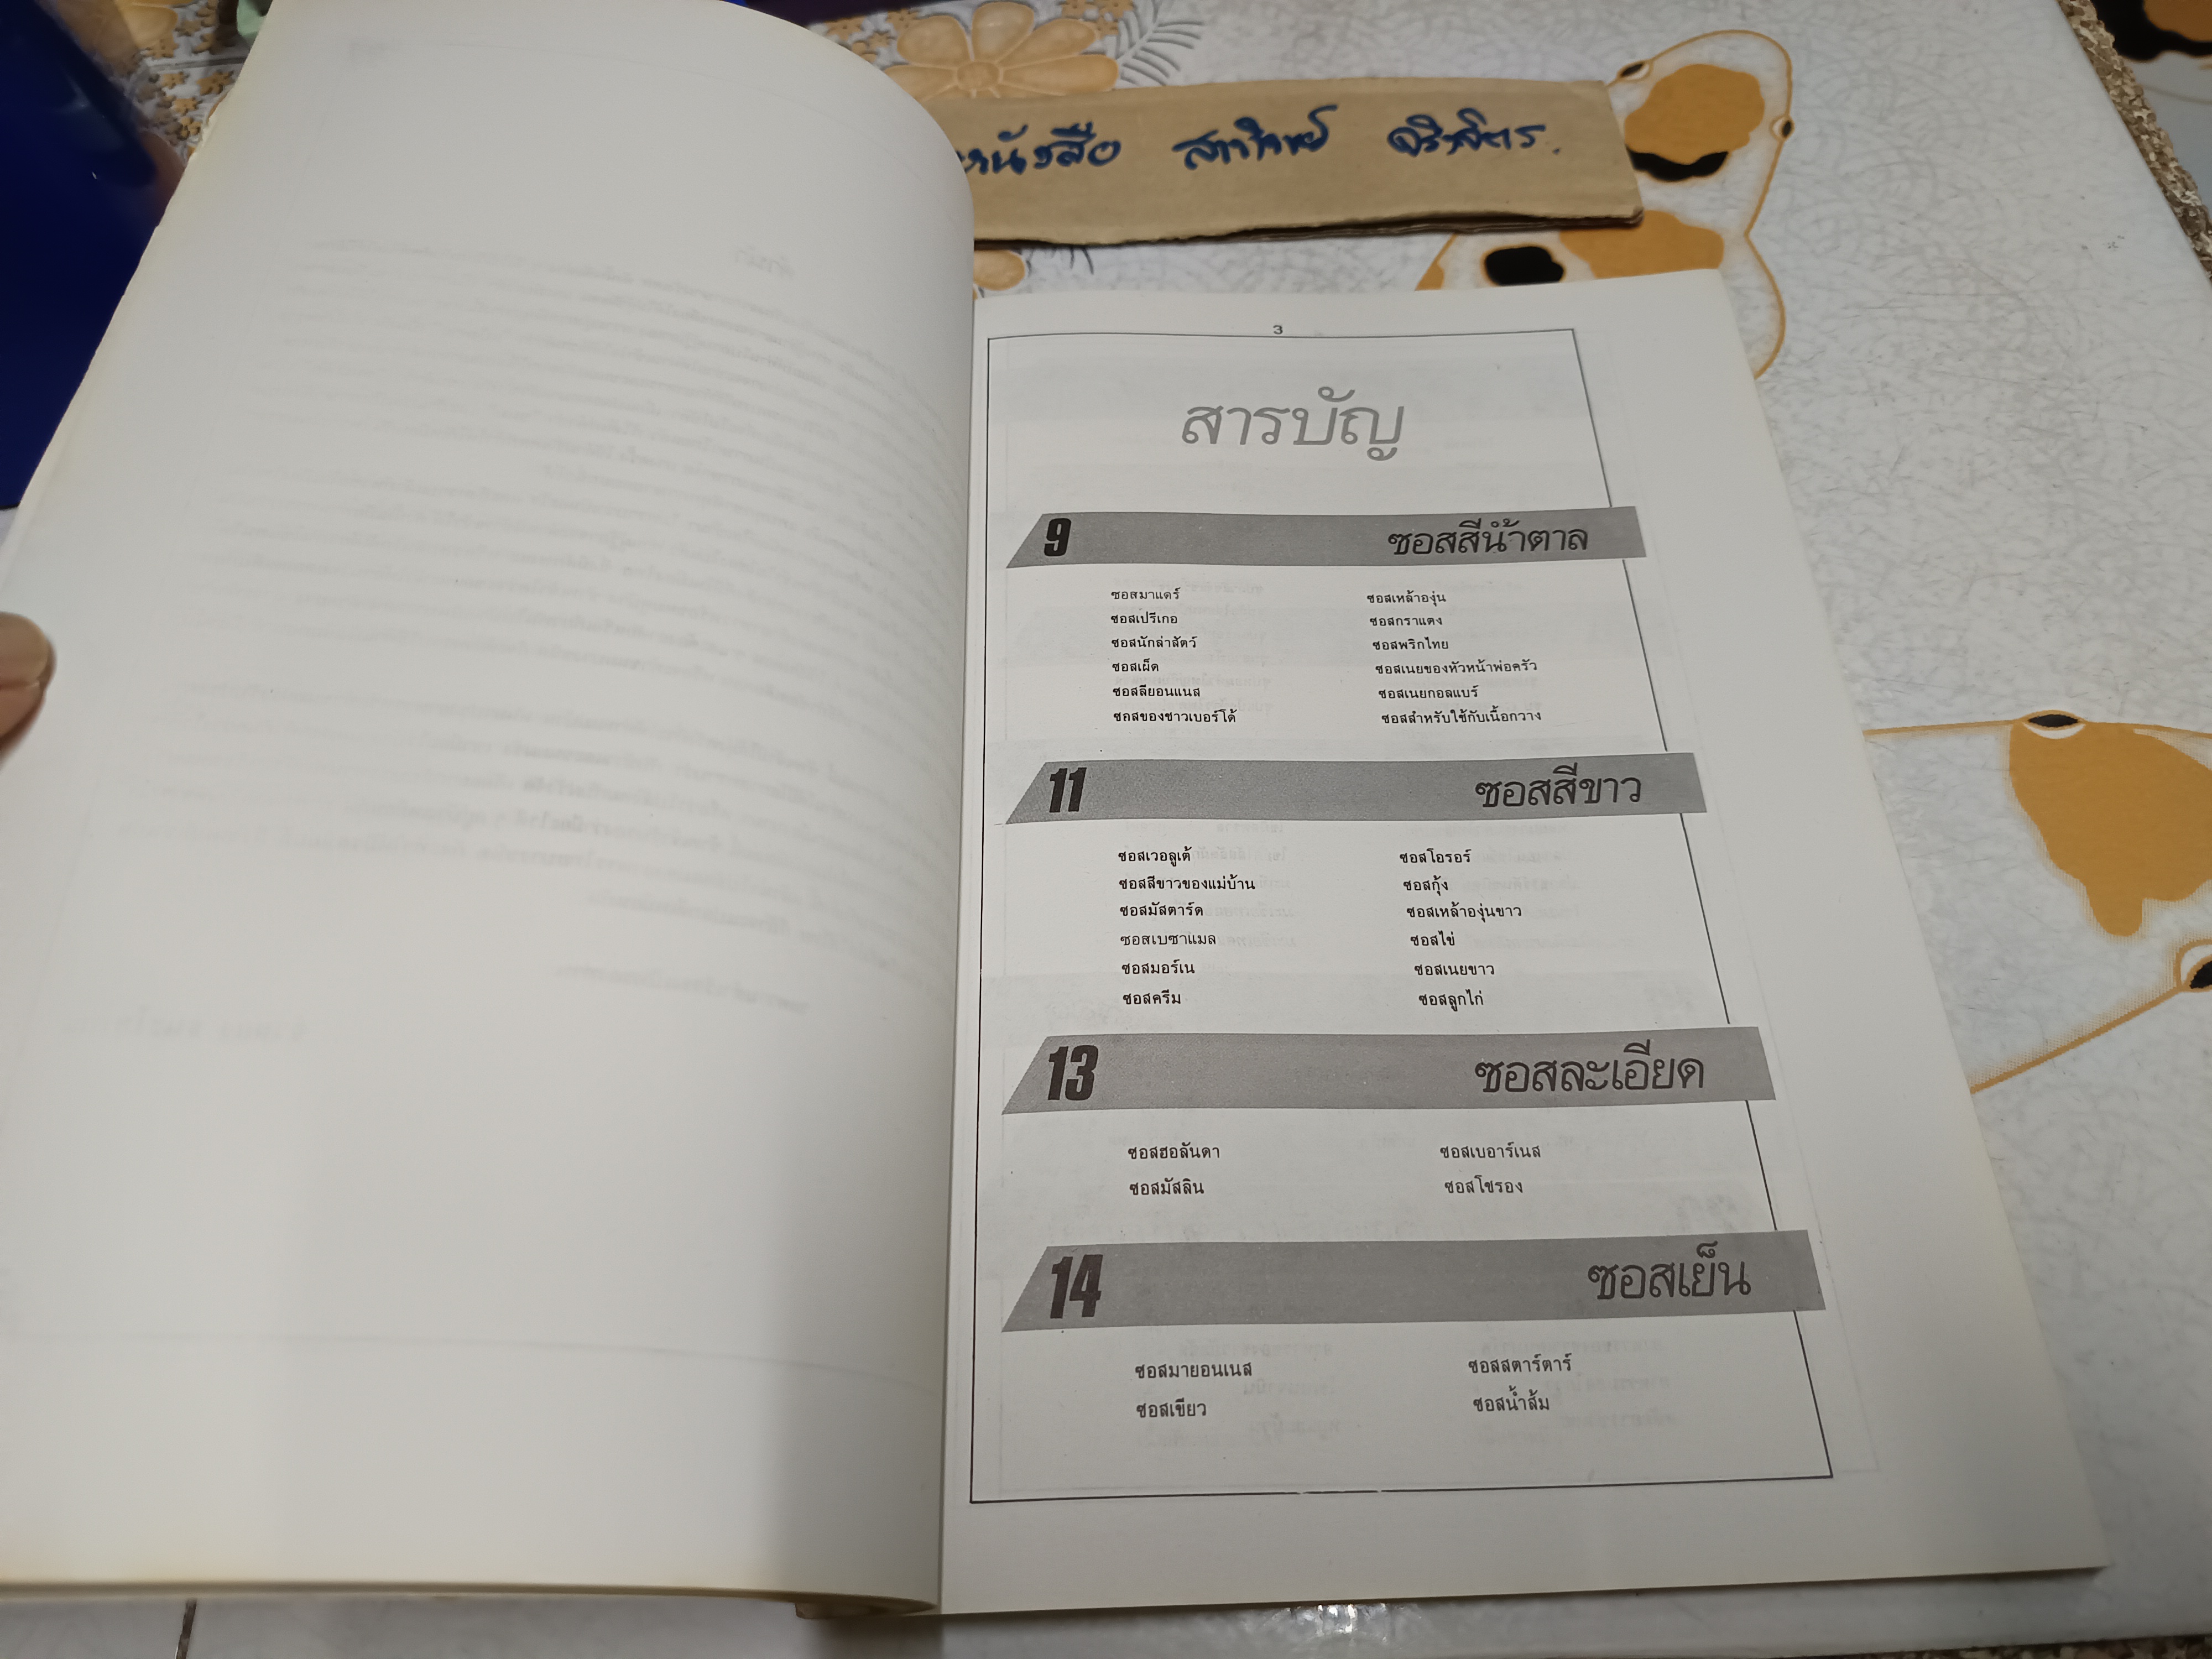 หนังสือ
3
สารบัญ
9 ซอสสีน้ำตาล
ซอสมาแดร์ ซอสเหล้าองุ่น
ซอสเปรีเกอ ซอสกราแตง
ซอสนักล่าสัตว์ ซอสพริกไทย
ซอสเผ็ด ซอสเนยของหัวหน้าพ่อครัว
ซอสลียอนแนส ซอสเนยกอลแบร์
ซอสของชาวเบอร์โด้ ซอสสำหรับใช้กับเนื้อกวาง
11 ซอสสีขาว
ซอสเวอลูเต้ ซอสโอรอร์
ซอสสีขาวของแม่บ้าน ซอสกุ้ง
ซอสมัสตาร์ด ซอสเหล้าองุ่นขาว
ซอสเบซาแมล ซอสไข่
ซอสมอร์เน ซอสเนยขาว
ซอสครีม ซอสลูกไก่
13 ซอสละเอียด
ซอสฮอลันดา ซอสเบอาร์เนส
ซอสมัสลิน ซอสโชรอง
14 ซอสเย็น
ซอสมายอนเนส ซอสสตาร์ตาร์
ซอสเขียว ซอสน้ำส้ม